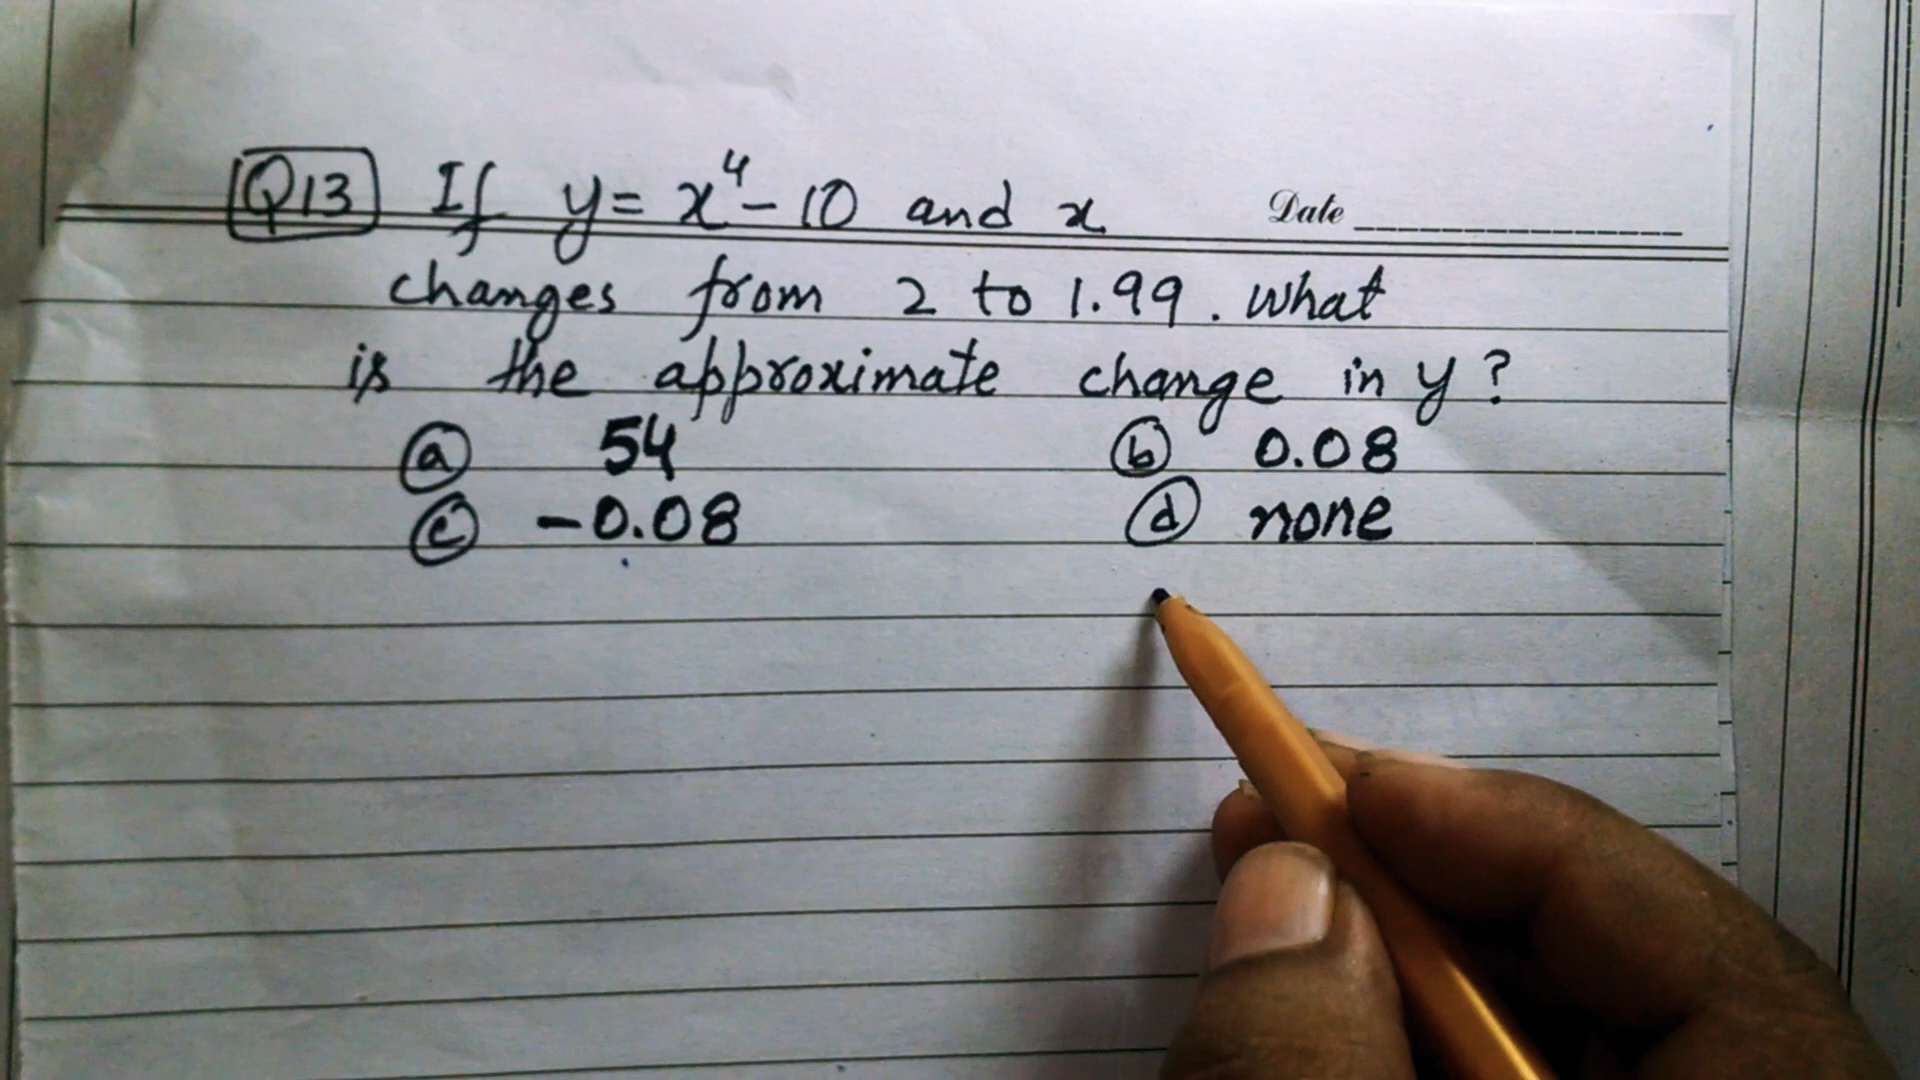 Q13 If y = x⁴ - 10 and x
Date
changes from 2 to 1.99. what
is the approximate change in y?
ⓐ 54 ⓑ 0.08
ⓒ -0.08 ⓓ none